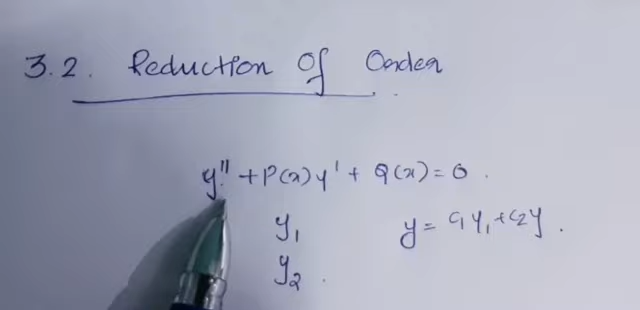 3.2. Reduction Of Order
y'' + P(x)y' + Q(x) = 0.
y₁ y = c₁y₁ + c₂y.
y₂.